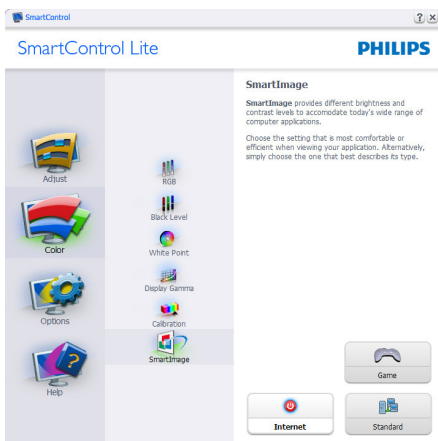 SmartControl
SmartControl Lite
PHILIPS
Adjust
Color
Options
Help
RGB
Black Level
White Point
Display Gamma
Calibration
SmartImage
SmartImage
SmartImage provides different brightness and
contrast levels to accomodate today's wide range of
computer applications.
Choose the setting that is most comfortable or
efficient when viewing your application. Alternatively,
simply choose the one that best describes its type.
Game
Internet
Standard